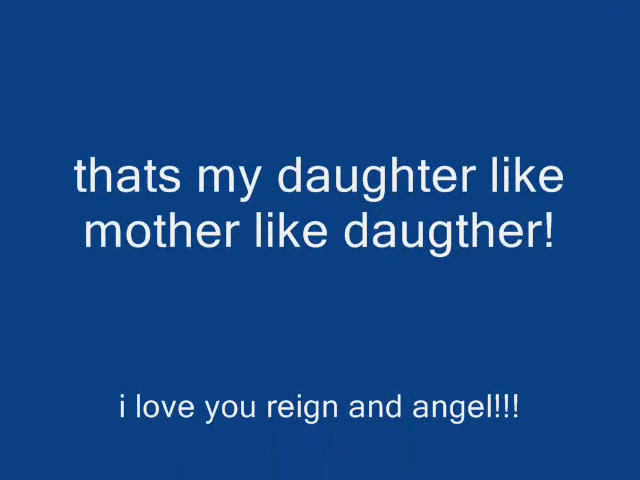 thats my daughter like
mother like daugther!
i love you reign and angel!!!